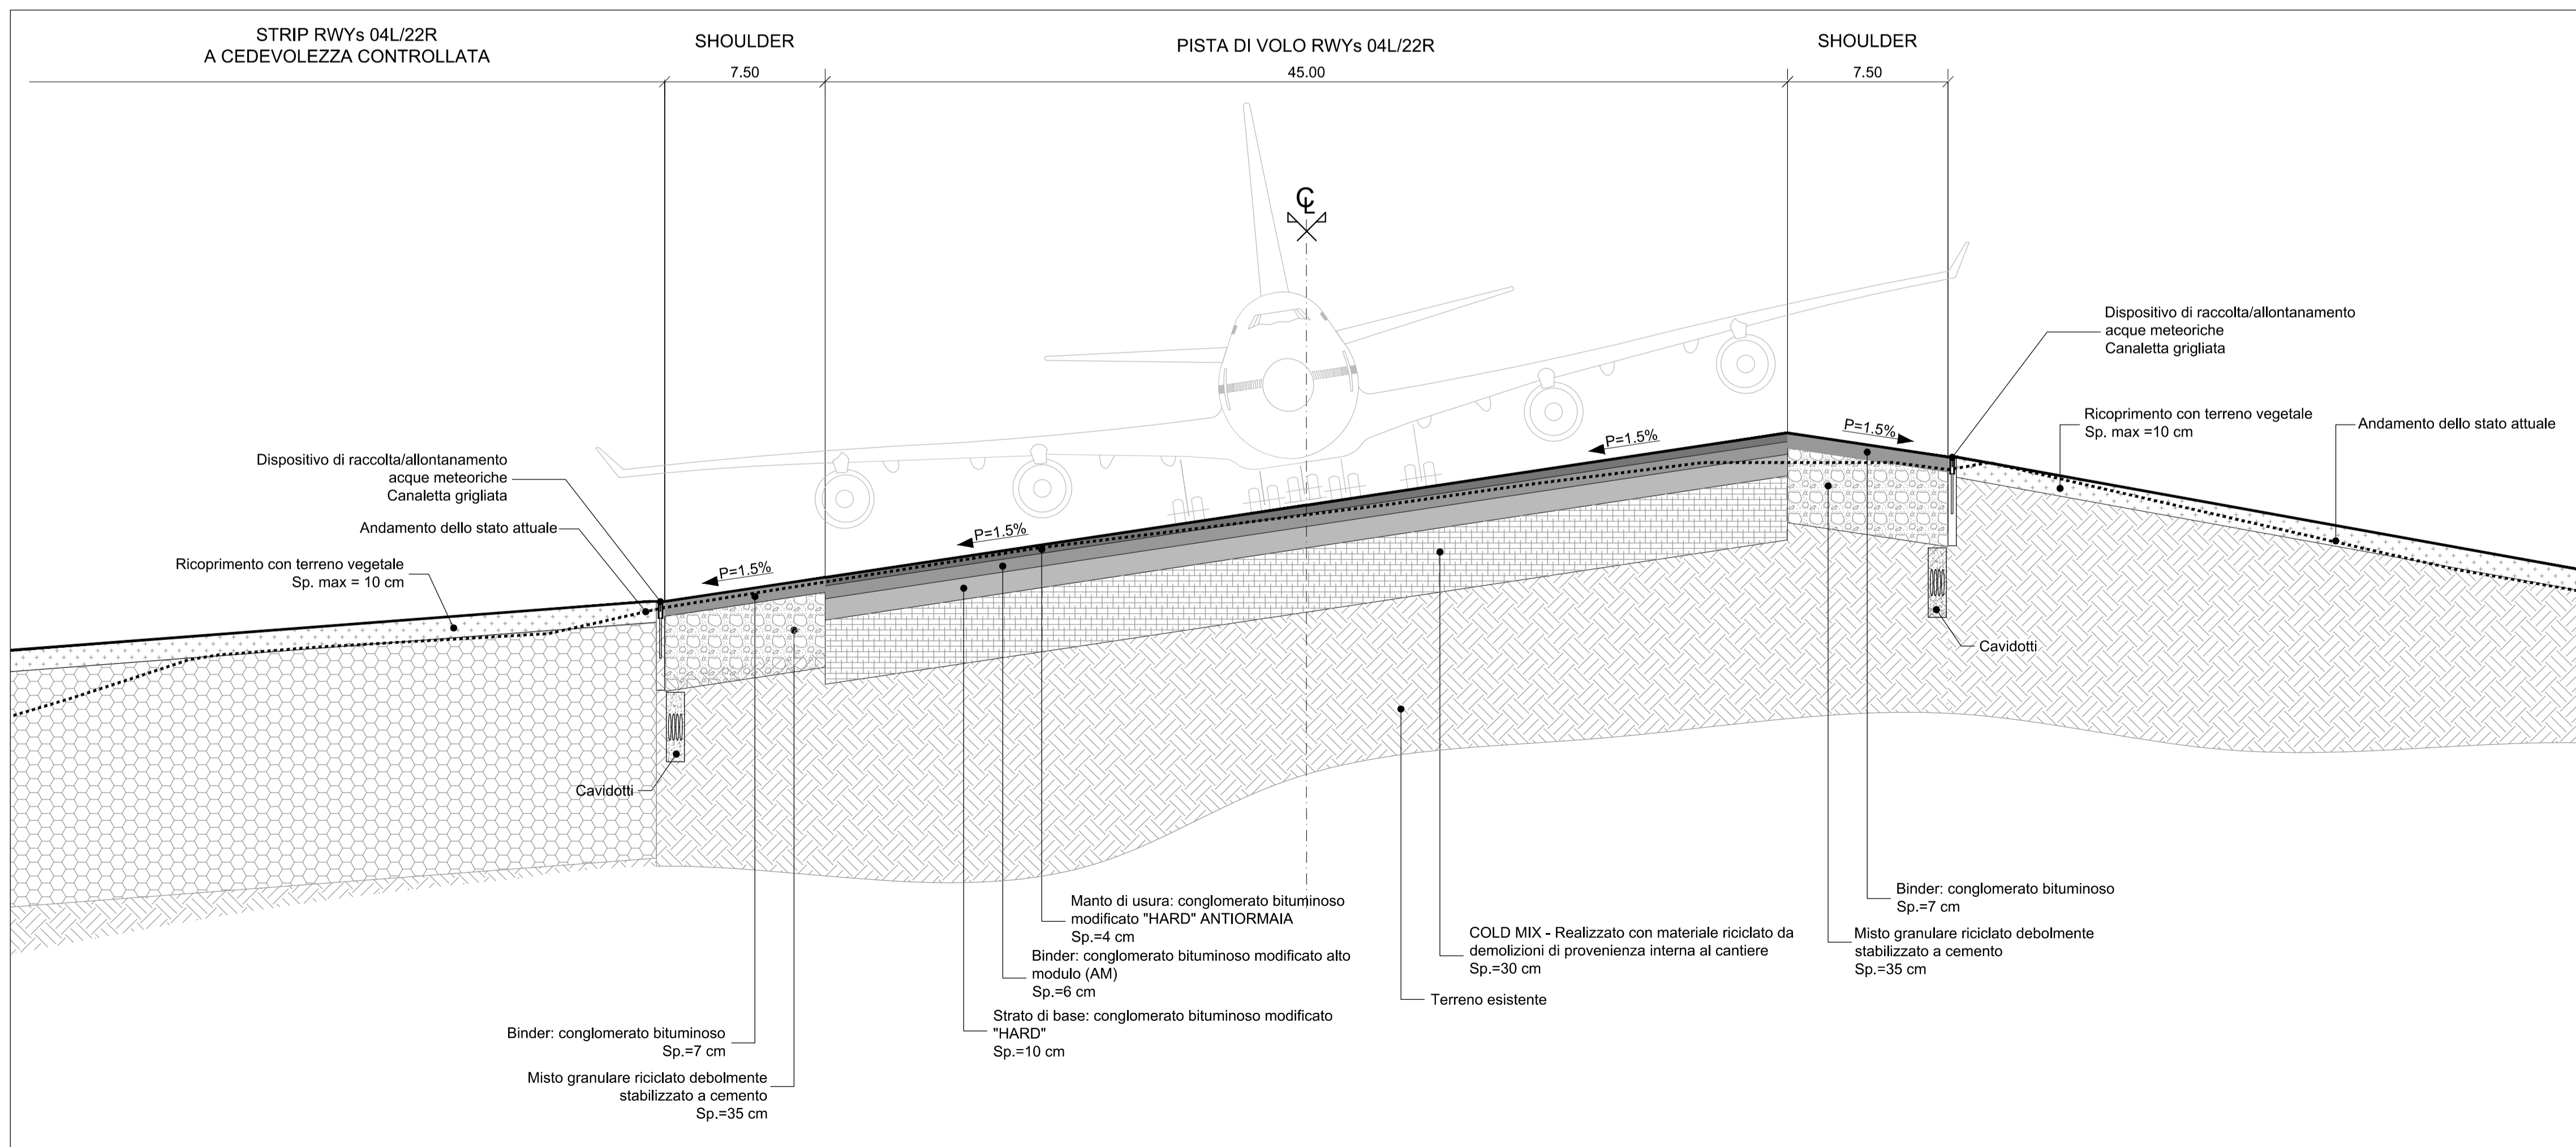 STRIP RWYs 04L/22R
A CEDEVOLEZZA CONTROLLATA
SHOULDER
7.50
PISTA DI VOLO RWYs 04L/22R
45.00
SHOULDER
7.50
Dispositivo di raccolta/allontanamento
acque meteoriche
Canaletta grigliata
Ricoprimento con terreno vegetale
Sp. max =10 cm
Andamento dello stato attuale
P=1.5%
P=1.5%
P=1.5%
P=1.5%
Dispositivo di raccolta/allontanamento
acque meteoriche
Canaletta grigliata
Andamento dello stato attuale
Ricoprimento con terreno vegetale
Sp. max = 10 cm
Cavidotti
Cavidotti
Manto di usura: conglomerato bituminoso
modificato "HARD" ANTIORMAIA
Sp.=4 cm
Binder: conglomerato bituminoso modificato alto
modulo (AM)
Sp.=6 cm
Strato di base: conglomerato bituminoso modificato
"HARD"
Sp.=10 cm
COLD MIX - Realizzato con materiale riciclato da
demolizioni di provenienza interna al cantiere
Sp.=30 cm
Terreno esistente
Binder: conglomerato bituminoso
Sp.=7 cm
Misto granulare riciclato debolmente
stabilizzato a cemento
Sp.=35 cm
Binder: conglomerato bituminoso
Sp.=7 cm
Misto granulare riciclato debolmente
stabilizzato a cemento
Sp.=35 cm